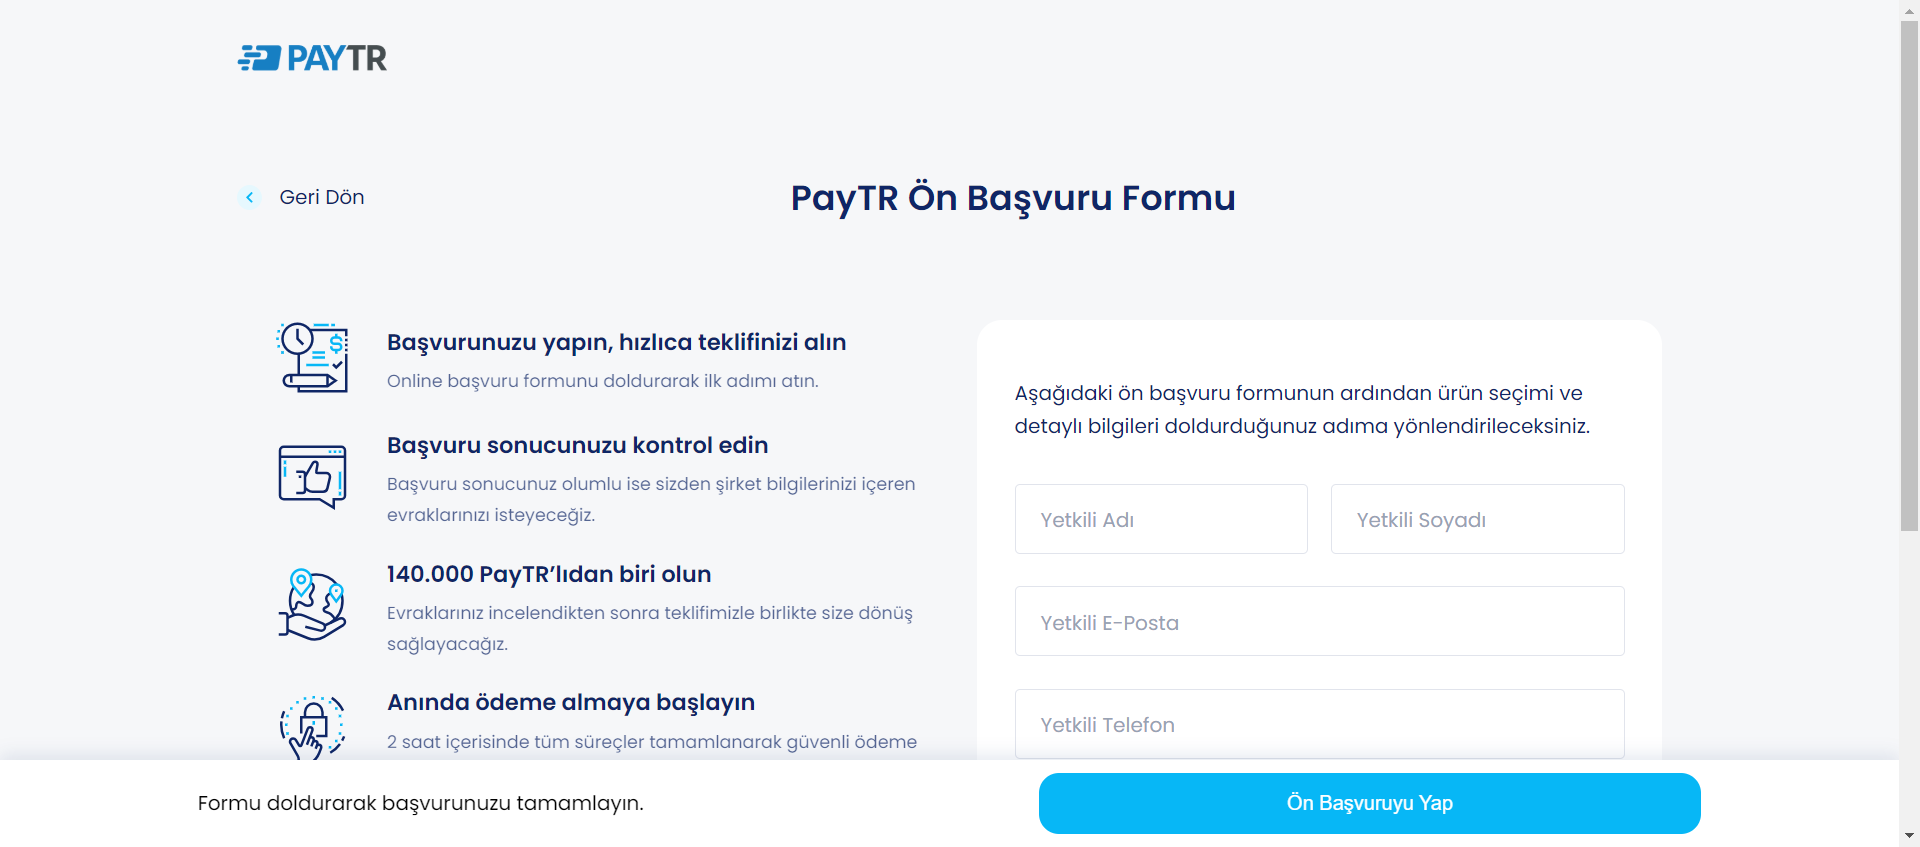 PAYTR
Geri Dön
PayTR Ön Başvuru Formu
Başvurunuzu yapın, hızlıca teklifinizi alın
Online başvuru formunu doldurarak ilk adımı atın.
Başvuru sonucunuzu kontrol edin
Başvuru sonucunuz olumlu ise sizden şirket bilgilerinizi içeren
evraklarınızı isteyeceğiz.
140.000 PayTR’lıdan biri olun
Evraklarınız incelendikten sonra teklifimizle birlikte size dönüş
sağlayacağız.
Anında ödeme almaya başlayın
2 saat içerisinde tüm süreçler tamamlanarak güvenli ödeme
Aşağıdaki ön başvuru formunun ardından ürün seçimi ve
detaylı bilgileri doldurduğunuz adıma yönlendirileceksiniz.
Yetkili Adı
Yetkili Soyadı
Yetkili E-Posta
Yetkili Telefon
Formu doldurarak başvurunuzu tamamlayın.
Ön Başvuruyu Yap